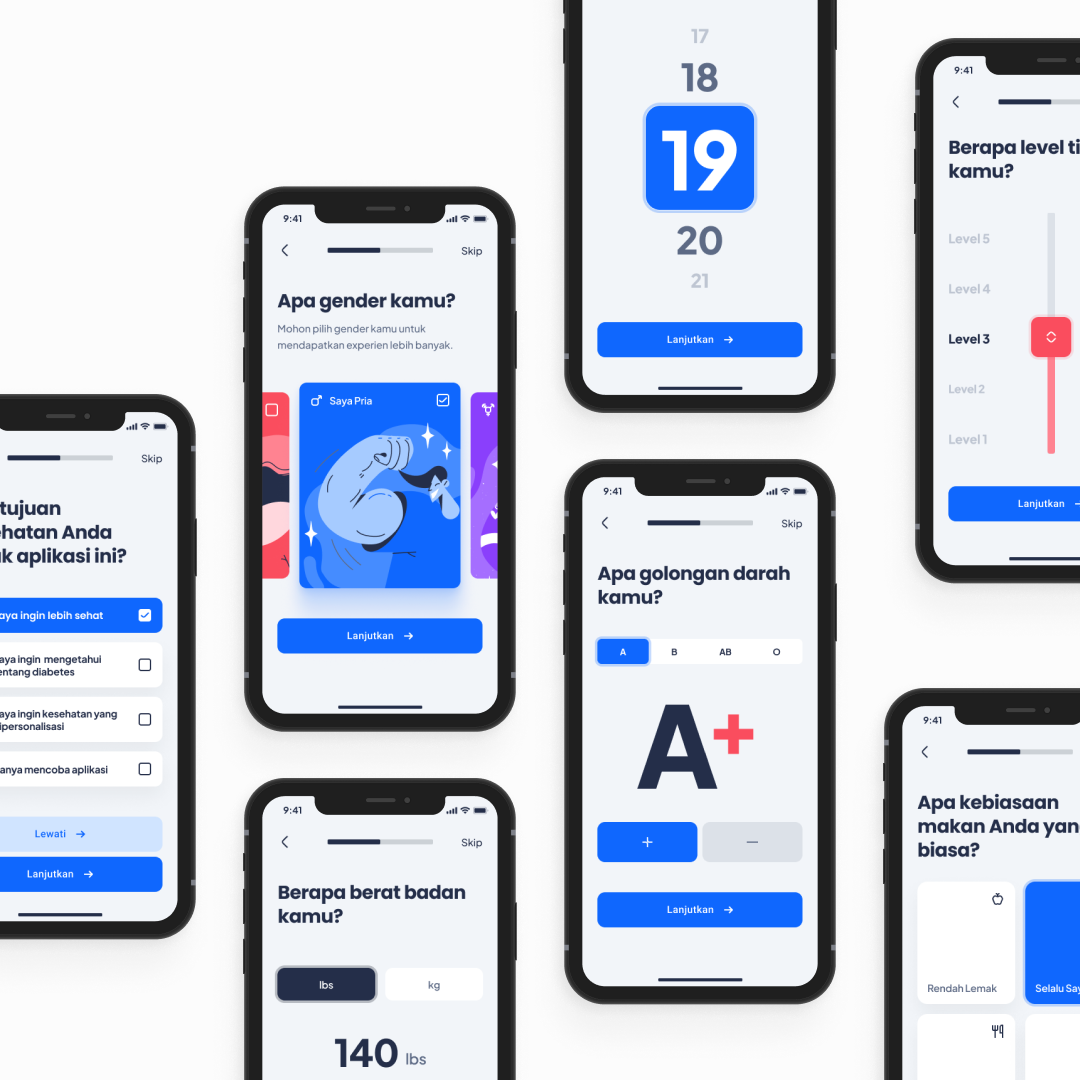 Skip
tujuan
ehatan Anda
k aplikasi ini?
aya ingin lebih sehat
aya ingin mengetahui
entang diabetes
aya ingin kesehatan yang
ipersonalisasi
anya mencoba aplikasi
Lewati →
Lanjutkan →
9:41
Skip
Apa gender kamu?
Mohon pilih gender kamu untuk
mendapatkan experien lebih banyak.
Saya Pria
Lanjutkan →
9:41
Skip
Berapa berat badan
kamu?
lbs
kg
140 lbs
17
18
19
20
21
Lanjutkan →
9:41
Skip
Apa golongan darah
kamu?
A
B
AB
O
A+
+
—
Lanjutkan →
9:41
Berapa level ti
kamu?
Level 5
Level 4
Level 3
Level 2
Level 1
Lanjutkan
9:41
Apa kebiasaan
makan Anda yan
biasa?
Rendah Lemak
Selalu Say